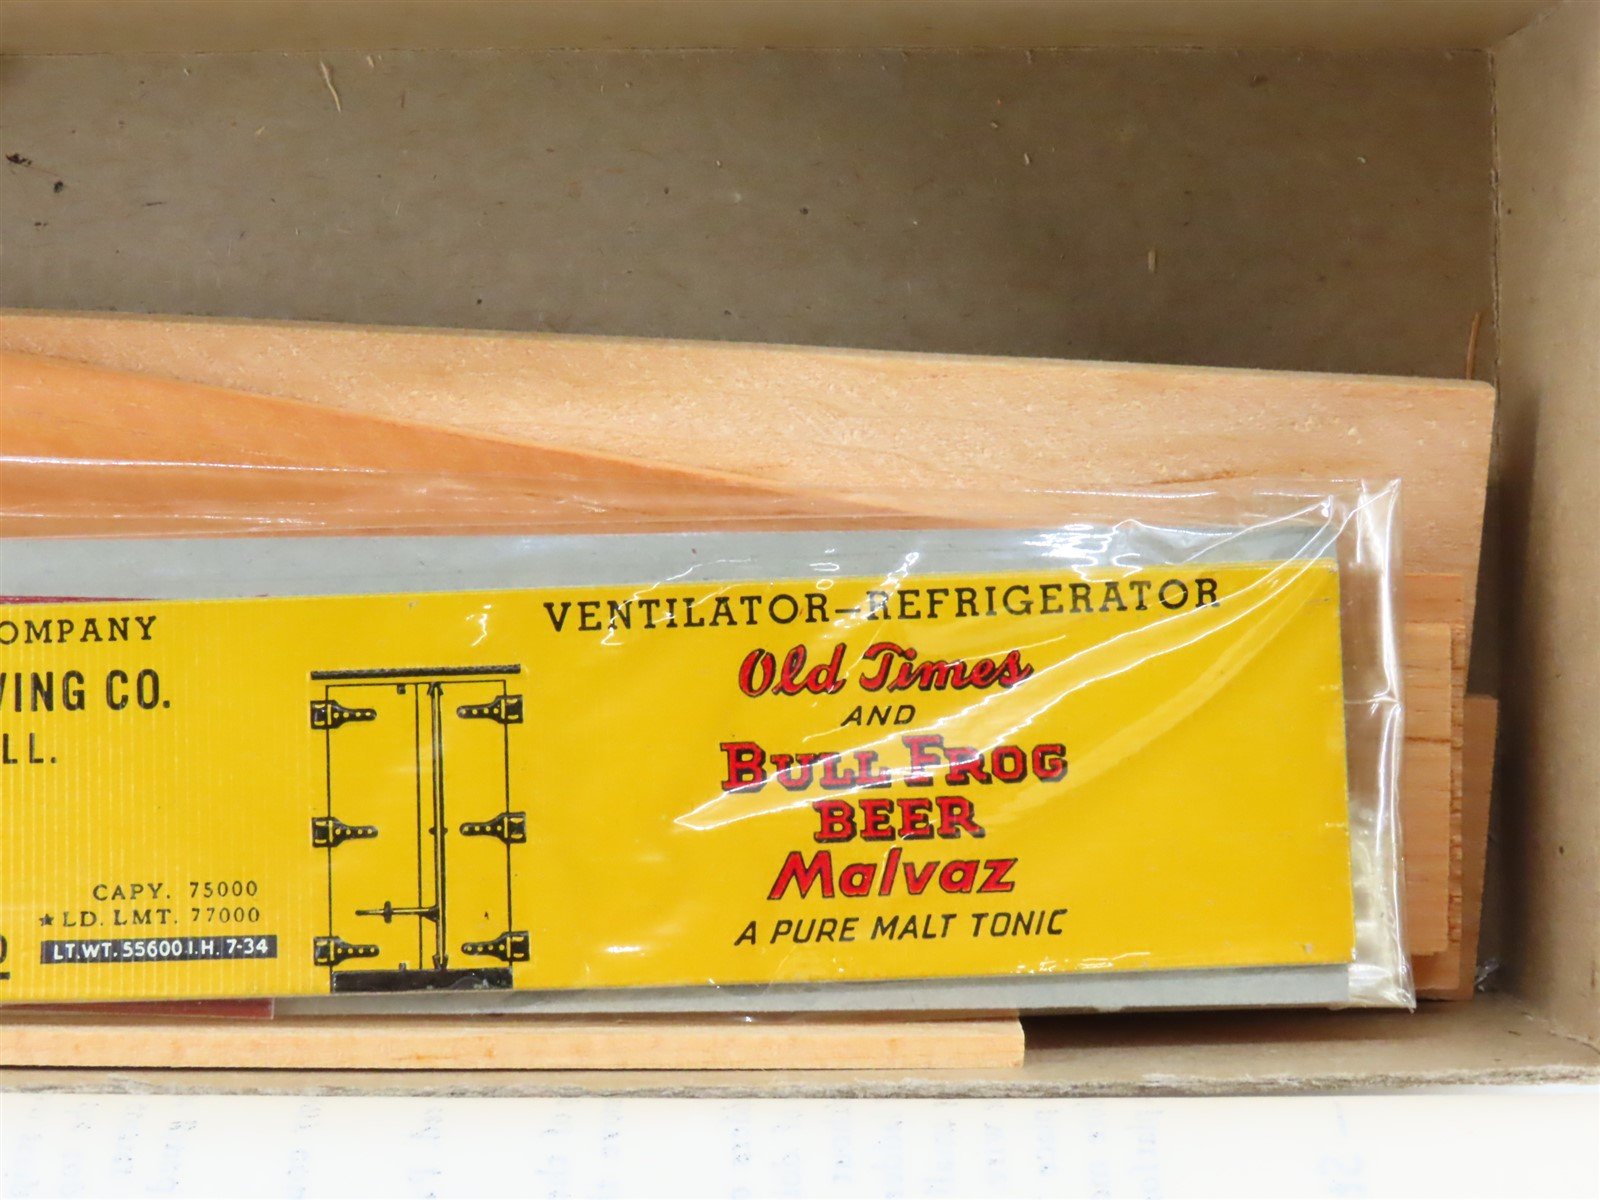 OMPANY
VING CO.
LL.
CAPY. 75000
★ LD. LMT. 77000
LT. WT. 55600 I.H. 7-34
VENTILATOR–REFRIGERATOR
Old Times
AND
BULL FROG
BEER
Malvaz
A PURE MALT TONIC